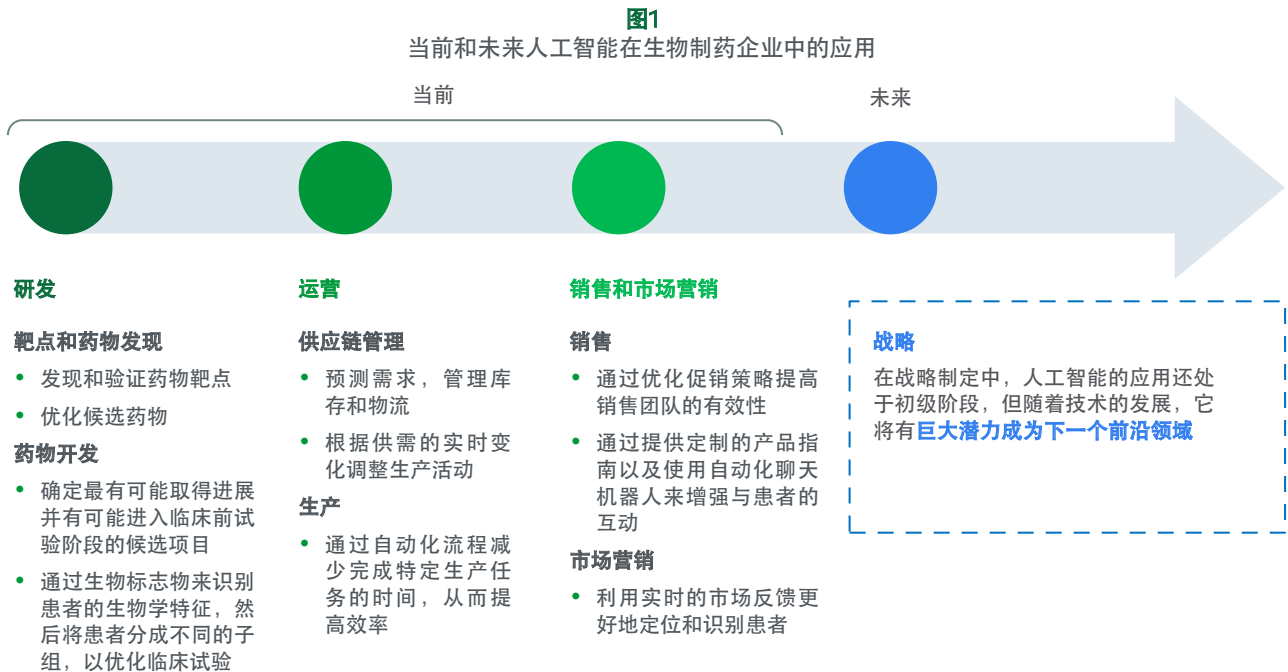 图1
当前和未来人工智能在生物制药企业中的应用
当前
未来
研发
靶点和药物发现
• 发现和验证药物靶点
• 优化候选药物
药物开发
• 确定最有可能取得进展
并有可能进入临床前试
验阶段的候选项目
• 通过生物标志物来识别
患者的生物学特征，然
后将患者分成不同的子
组，以优化临床试验
运营
供应链管理
• 预测需求，管理库
存和物流
• 根据供需的实时变
化调整生产活动
生产
• 通过自动化流程减
少完成特定生产任
务的时间，从而提
高效率
销售和市场营销
销售
• 通过优化促销策略提高
销售团队的有效性
• 通过提供定制的产品指
南以及使用自动化聊天
机器人来增强与患者的
互动
市场营销
• 利用实时的市场反馈更
好地定位和识别患者
战略
在战略制定中，人工智能的应用还处
于初级阶段，但随着技术的发展，它
将有巨大潜力成为下一个前沿领域